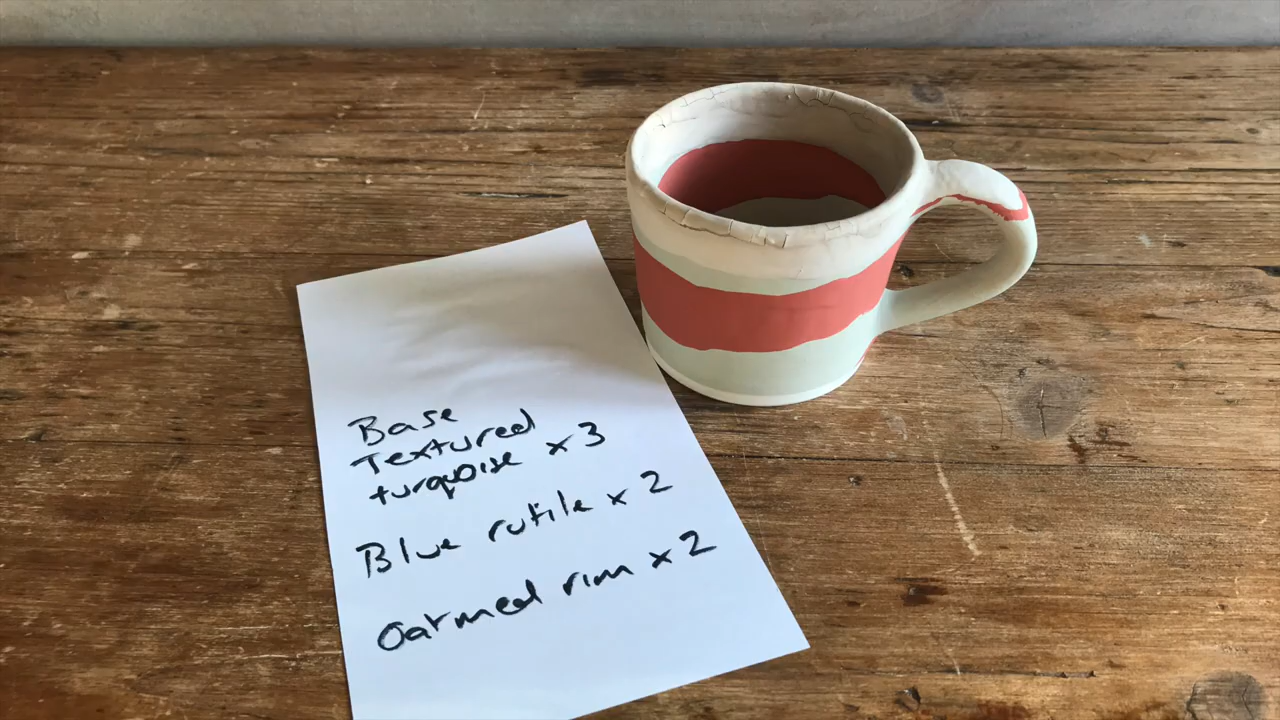 Base
Textured
turquoise x 3
Blue rutile x 2
Oatmeal rim x 2